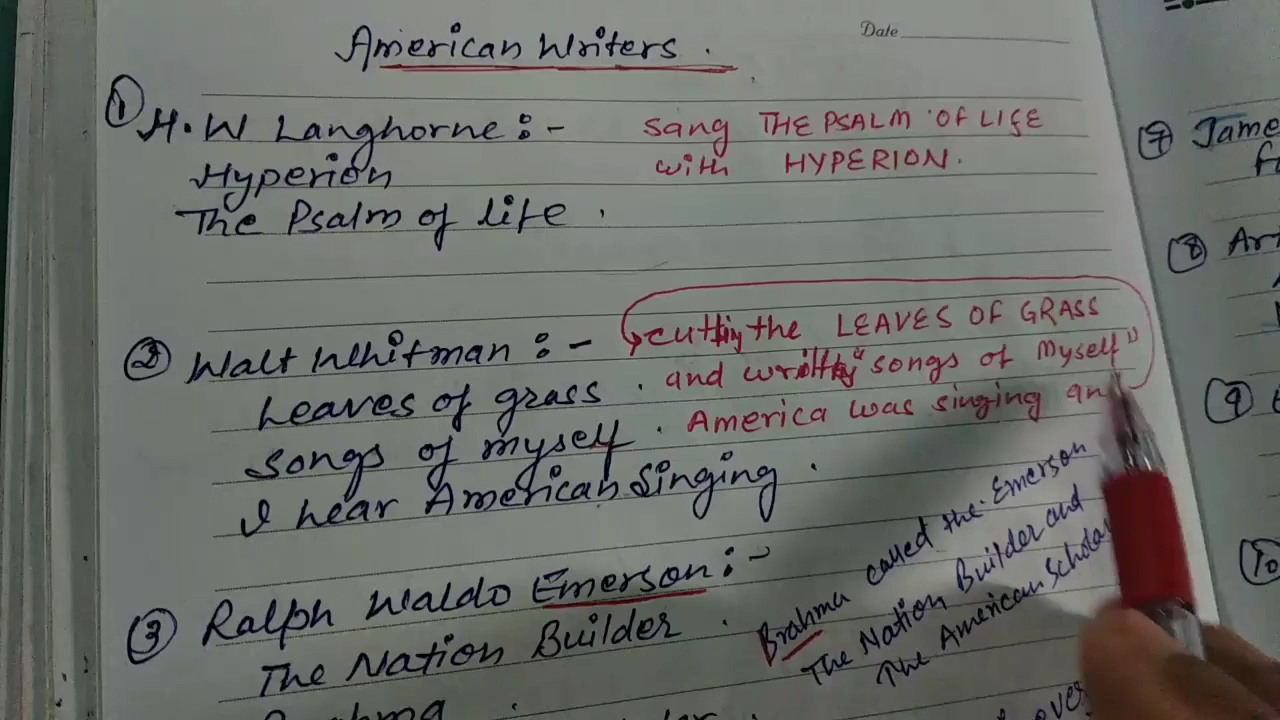 American Writers.
Date
① H.W Langhorne:- sang THE PSALM OF LIFE
Hyperion with HYPERION.
The Psalm of life.
② Walt Whitman:- cutting the LEAVES OF GRASS
Leaves of grass. and "songs of Myself"
songs of myself. America was singing an
I hear American Singing.
③ Ralph Waldo Emerson:-
The Nation Builder.
Brahma called the Emerson
The Nation Builder and
The American Scholar
⑦ Jame
⑧ Ar
⑨
⑩